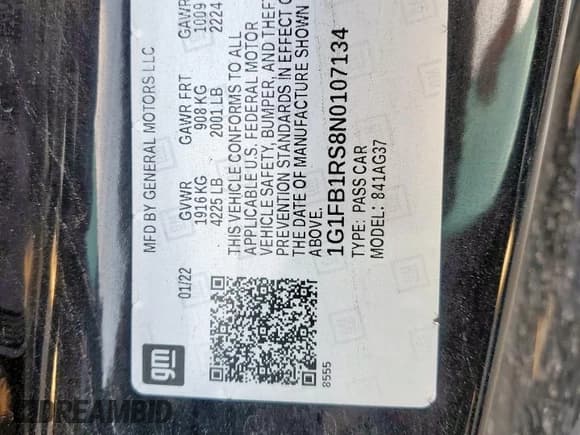 gm
MFD BY GENERAL MOTORS LLC
01/22
GVWR GAWR FRT GAWR
1916 KG 908 KG 1009
4225 LB 2001 LB 2224
THIS VEHICLE CONFORMS TO ALL
APPLICABLE U.S. FEDERAL MOTOR
VEHICLE SAFETY, BUMPER, AND THEFT
PREVENTION STANDARDS IN EFFECT O
THE DATE OF MANUFACTURE SHOWN
ABOVE.
1G1FB1RS8N0107134
TYPE: PASS CAR
MODEL: 841AG37
8555
DREAMBID